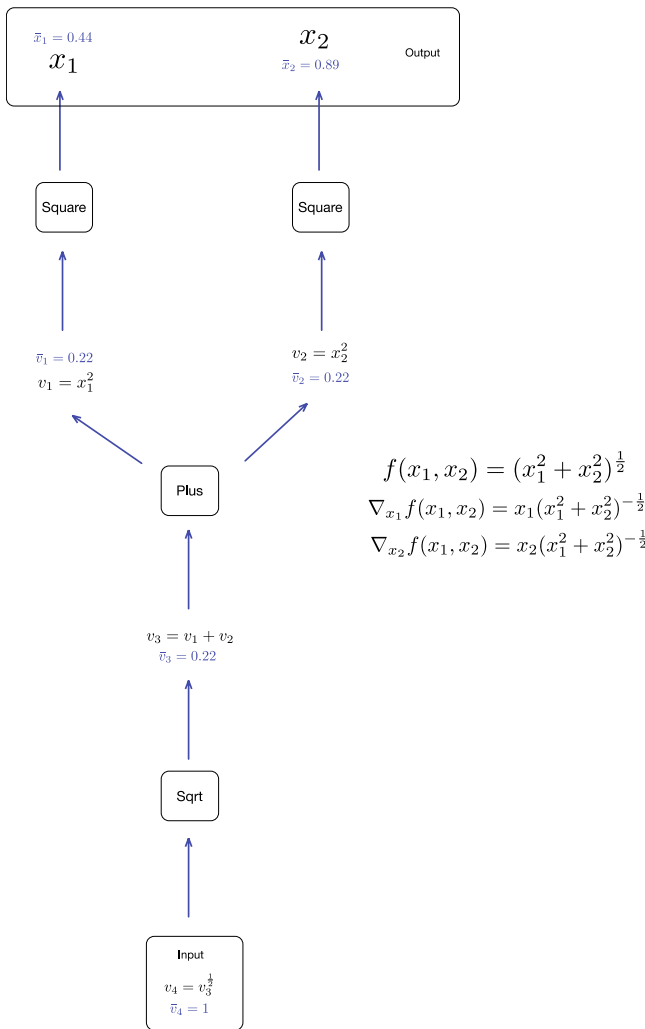 x̄₁ = 0.44
x₁
x₂
x̄₂ = 0.89
Output
Square
Square
v̄₁ = 0.22
v₁ = x₁²
v₂ = x₂²
v̄₂ = 0.22
Plus
f(x₁, x₂) = (x₁² + x₂²)^{1/2}
∇_{x₁} f(x₁, x₂) = x₁(x₁² + x₂²)^{-1/2}
∇_{x₂} f(x₁, x₂) = x₂(x₁² + x₂²)^{-1/2}
v₃ = v₁ + v₂
v̄₃ = 0.22
Sqrt
Input
v₄ = v₃^{1/2}
v̄₄ = 1